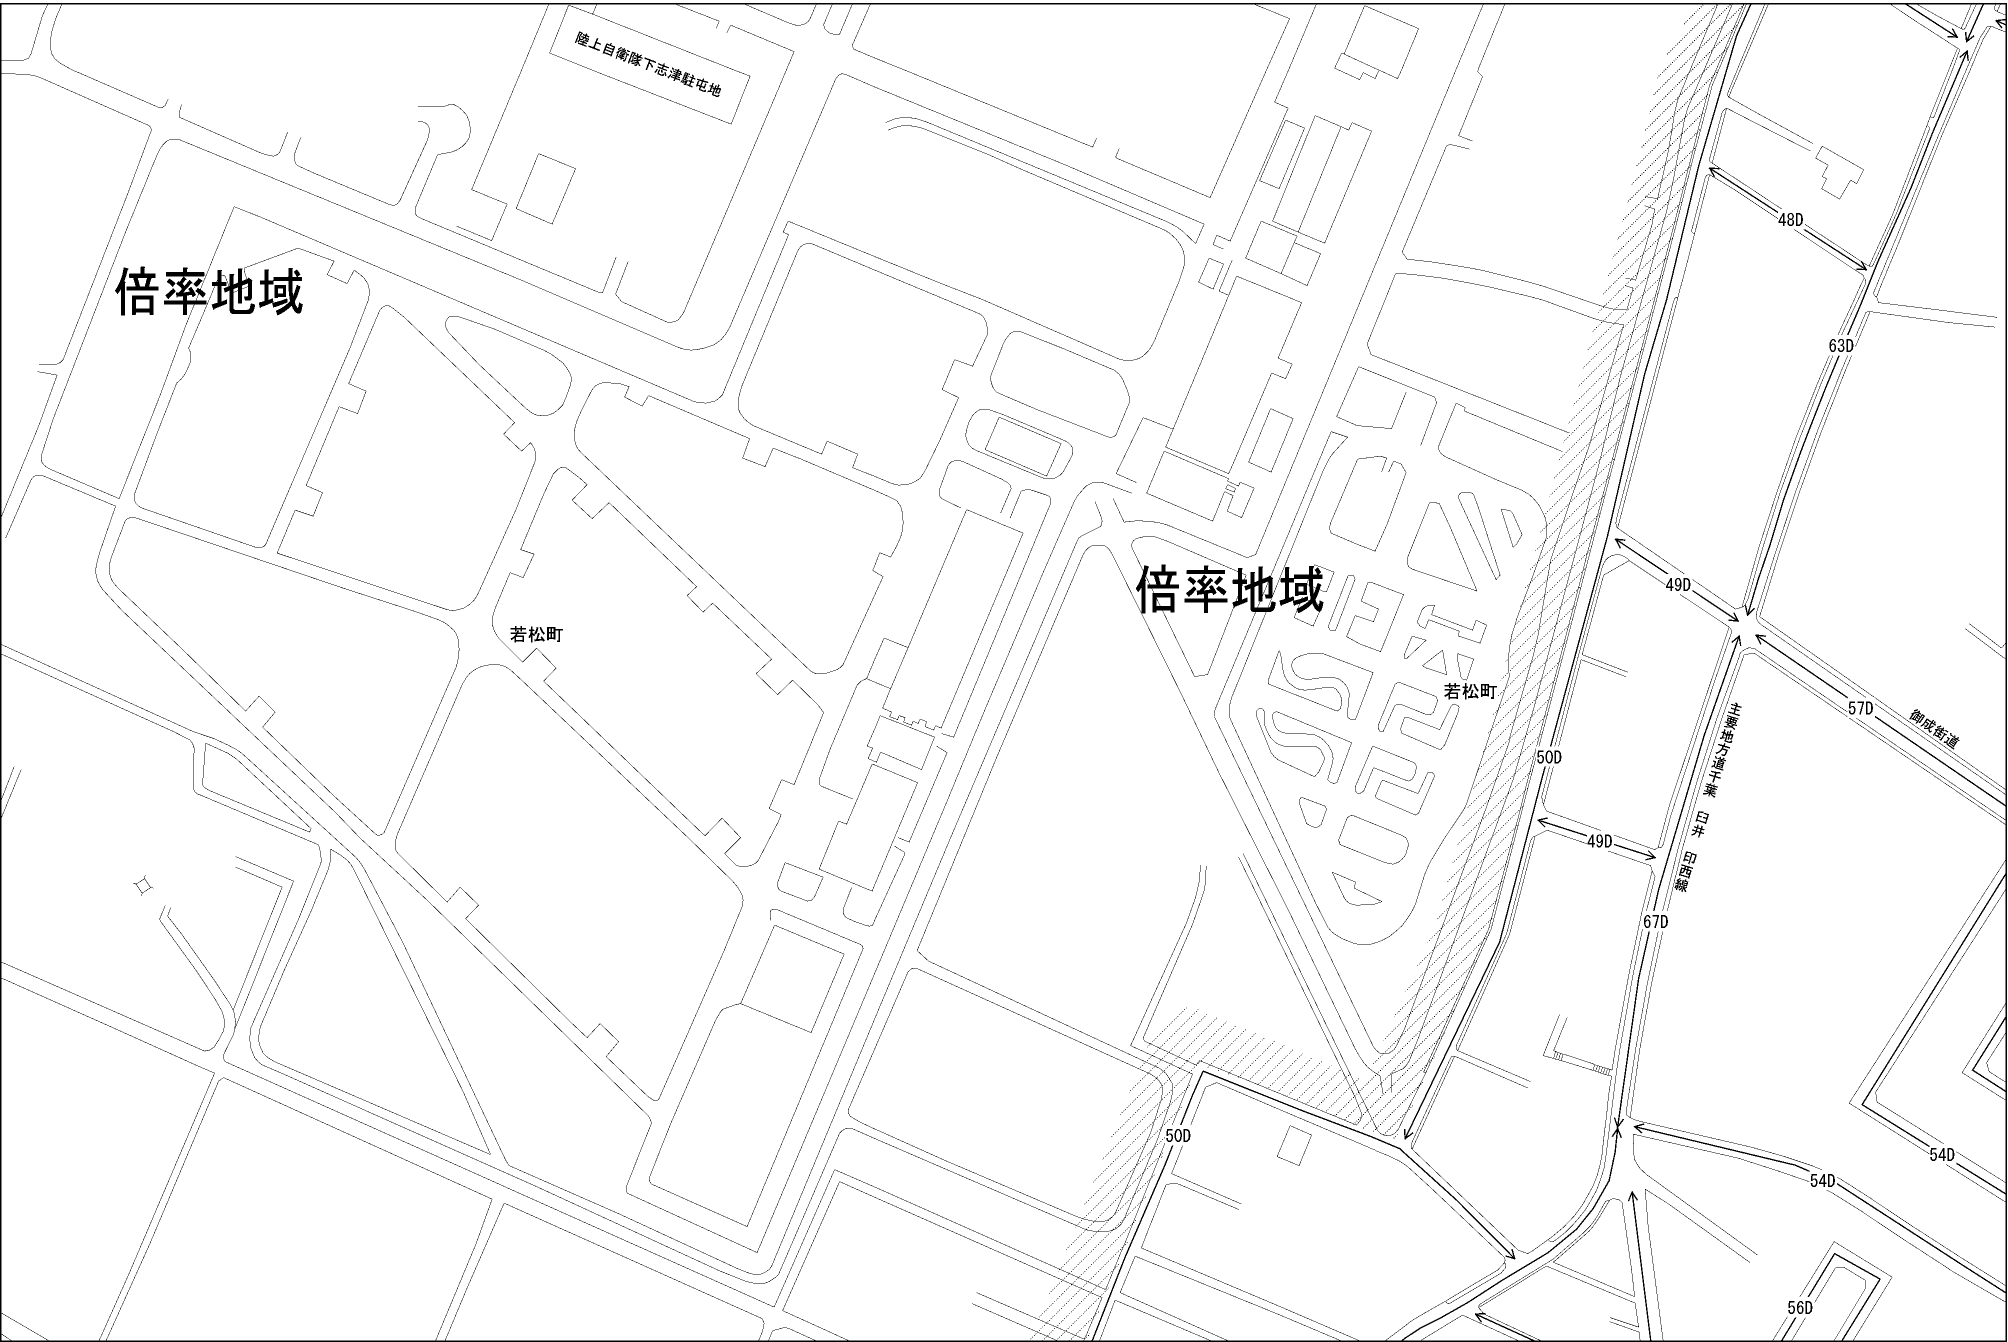 陸上自衛隊下志津駐屯地
48D
倍率地域
63D
49D
倍率地域
若松町
若松町
57D
御成街道
主要地方道千葉　臼井　印西線
50D
49D
67D
50D
54D
54D
56D